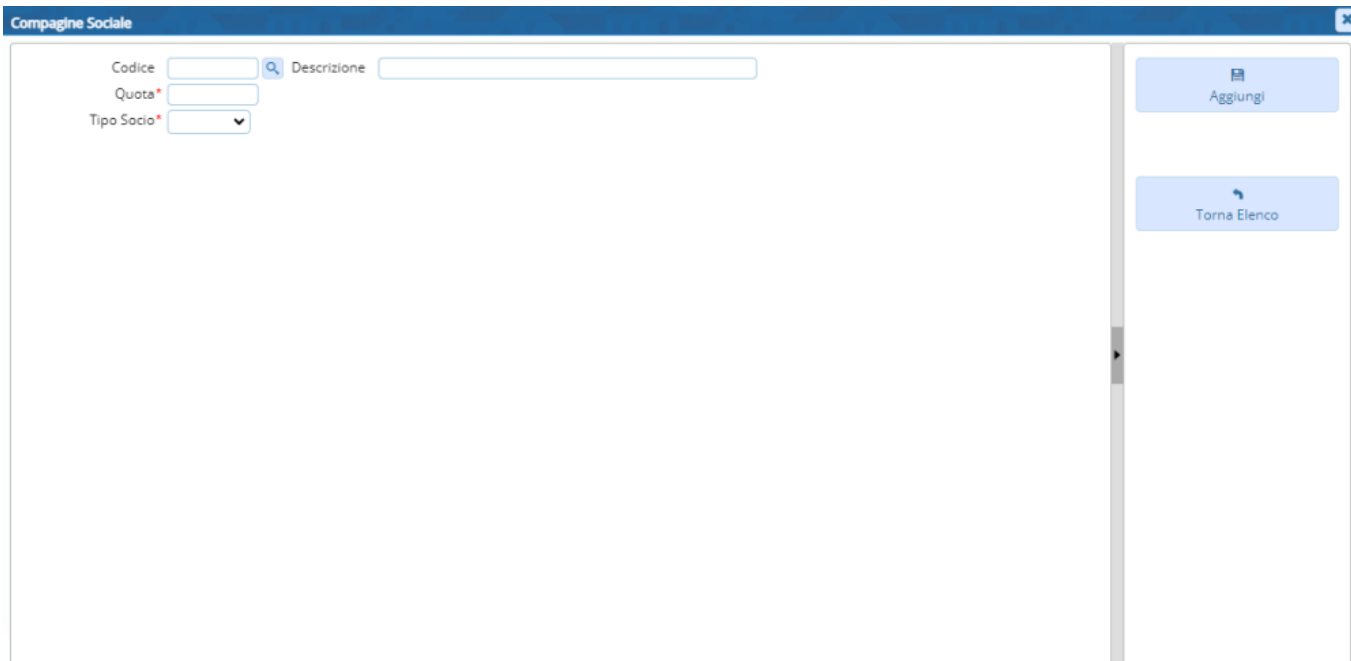 Compagine Sociale
Codice Descrizione
Quota*
Tipo Socio*
Aggiungi
Torna Elenco